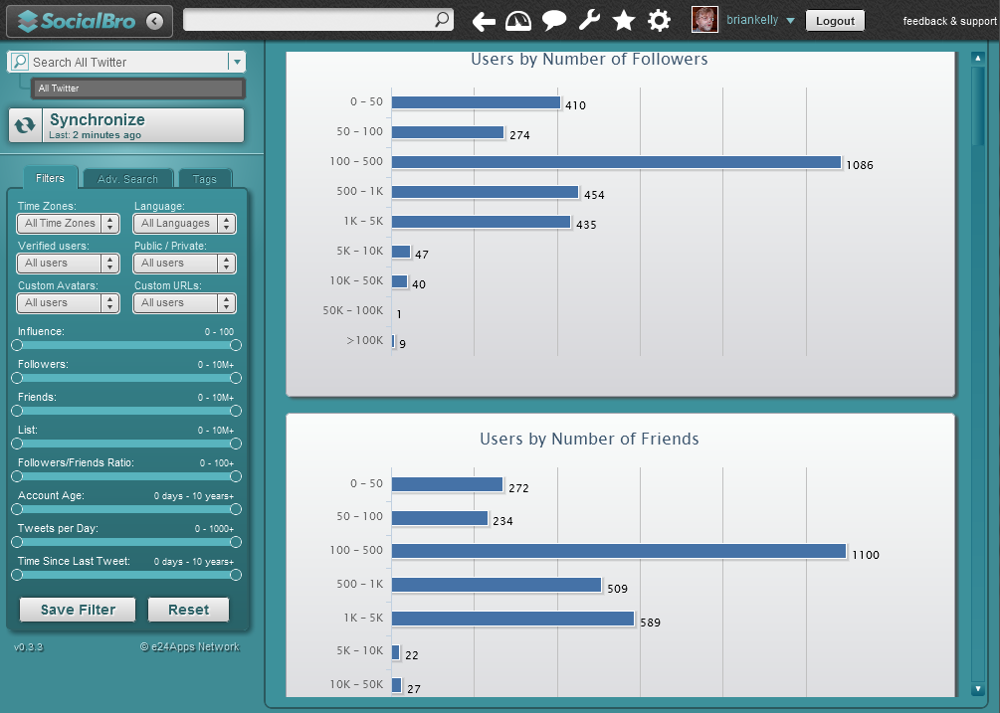 SocialBro
briankelly
Logout
feedback & support
Search All Twitter
All Twitter
Synchronize
Last: 2 minutes ago
Filters
Adv. Search
Tags
Time Zones:
Language:
All Time Zones
All Languages
Verified users:
Public / Private:
All users
All users
Custom Avatars:
Custom URLs:
All users
All users
Influence:
0 - 100
Followers:
0 - 10M+
Friends:
0 - 10M+
List:
0 - 10M+
Followers/Friends Ratio:
0 - 100+
Account Age:
0 days - 10 years+
Tweets per Day:
0 - 1000+
Time Since Last Tweet:
0 days - 10 years+
Save Filter
Reset
v0.3.3
© e24Apps Network
Users by Number of Followers
0 – 50
410
50 – 100
274
100 – 500
1086
500 – 1K
454
1K – 5K
435
5K – 10K
47
10K – 50K
40
50K – 100K
1
>100K
9
Users by Number of Friends
0 – 50
272
50 – 100
234
100 – 500
1100
500 – 1K
509
1K – 5K
589
5K – 10K
22
10K – 50K
27